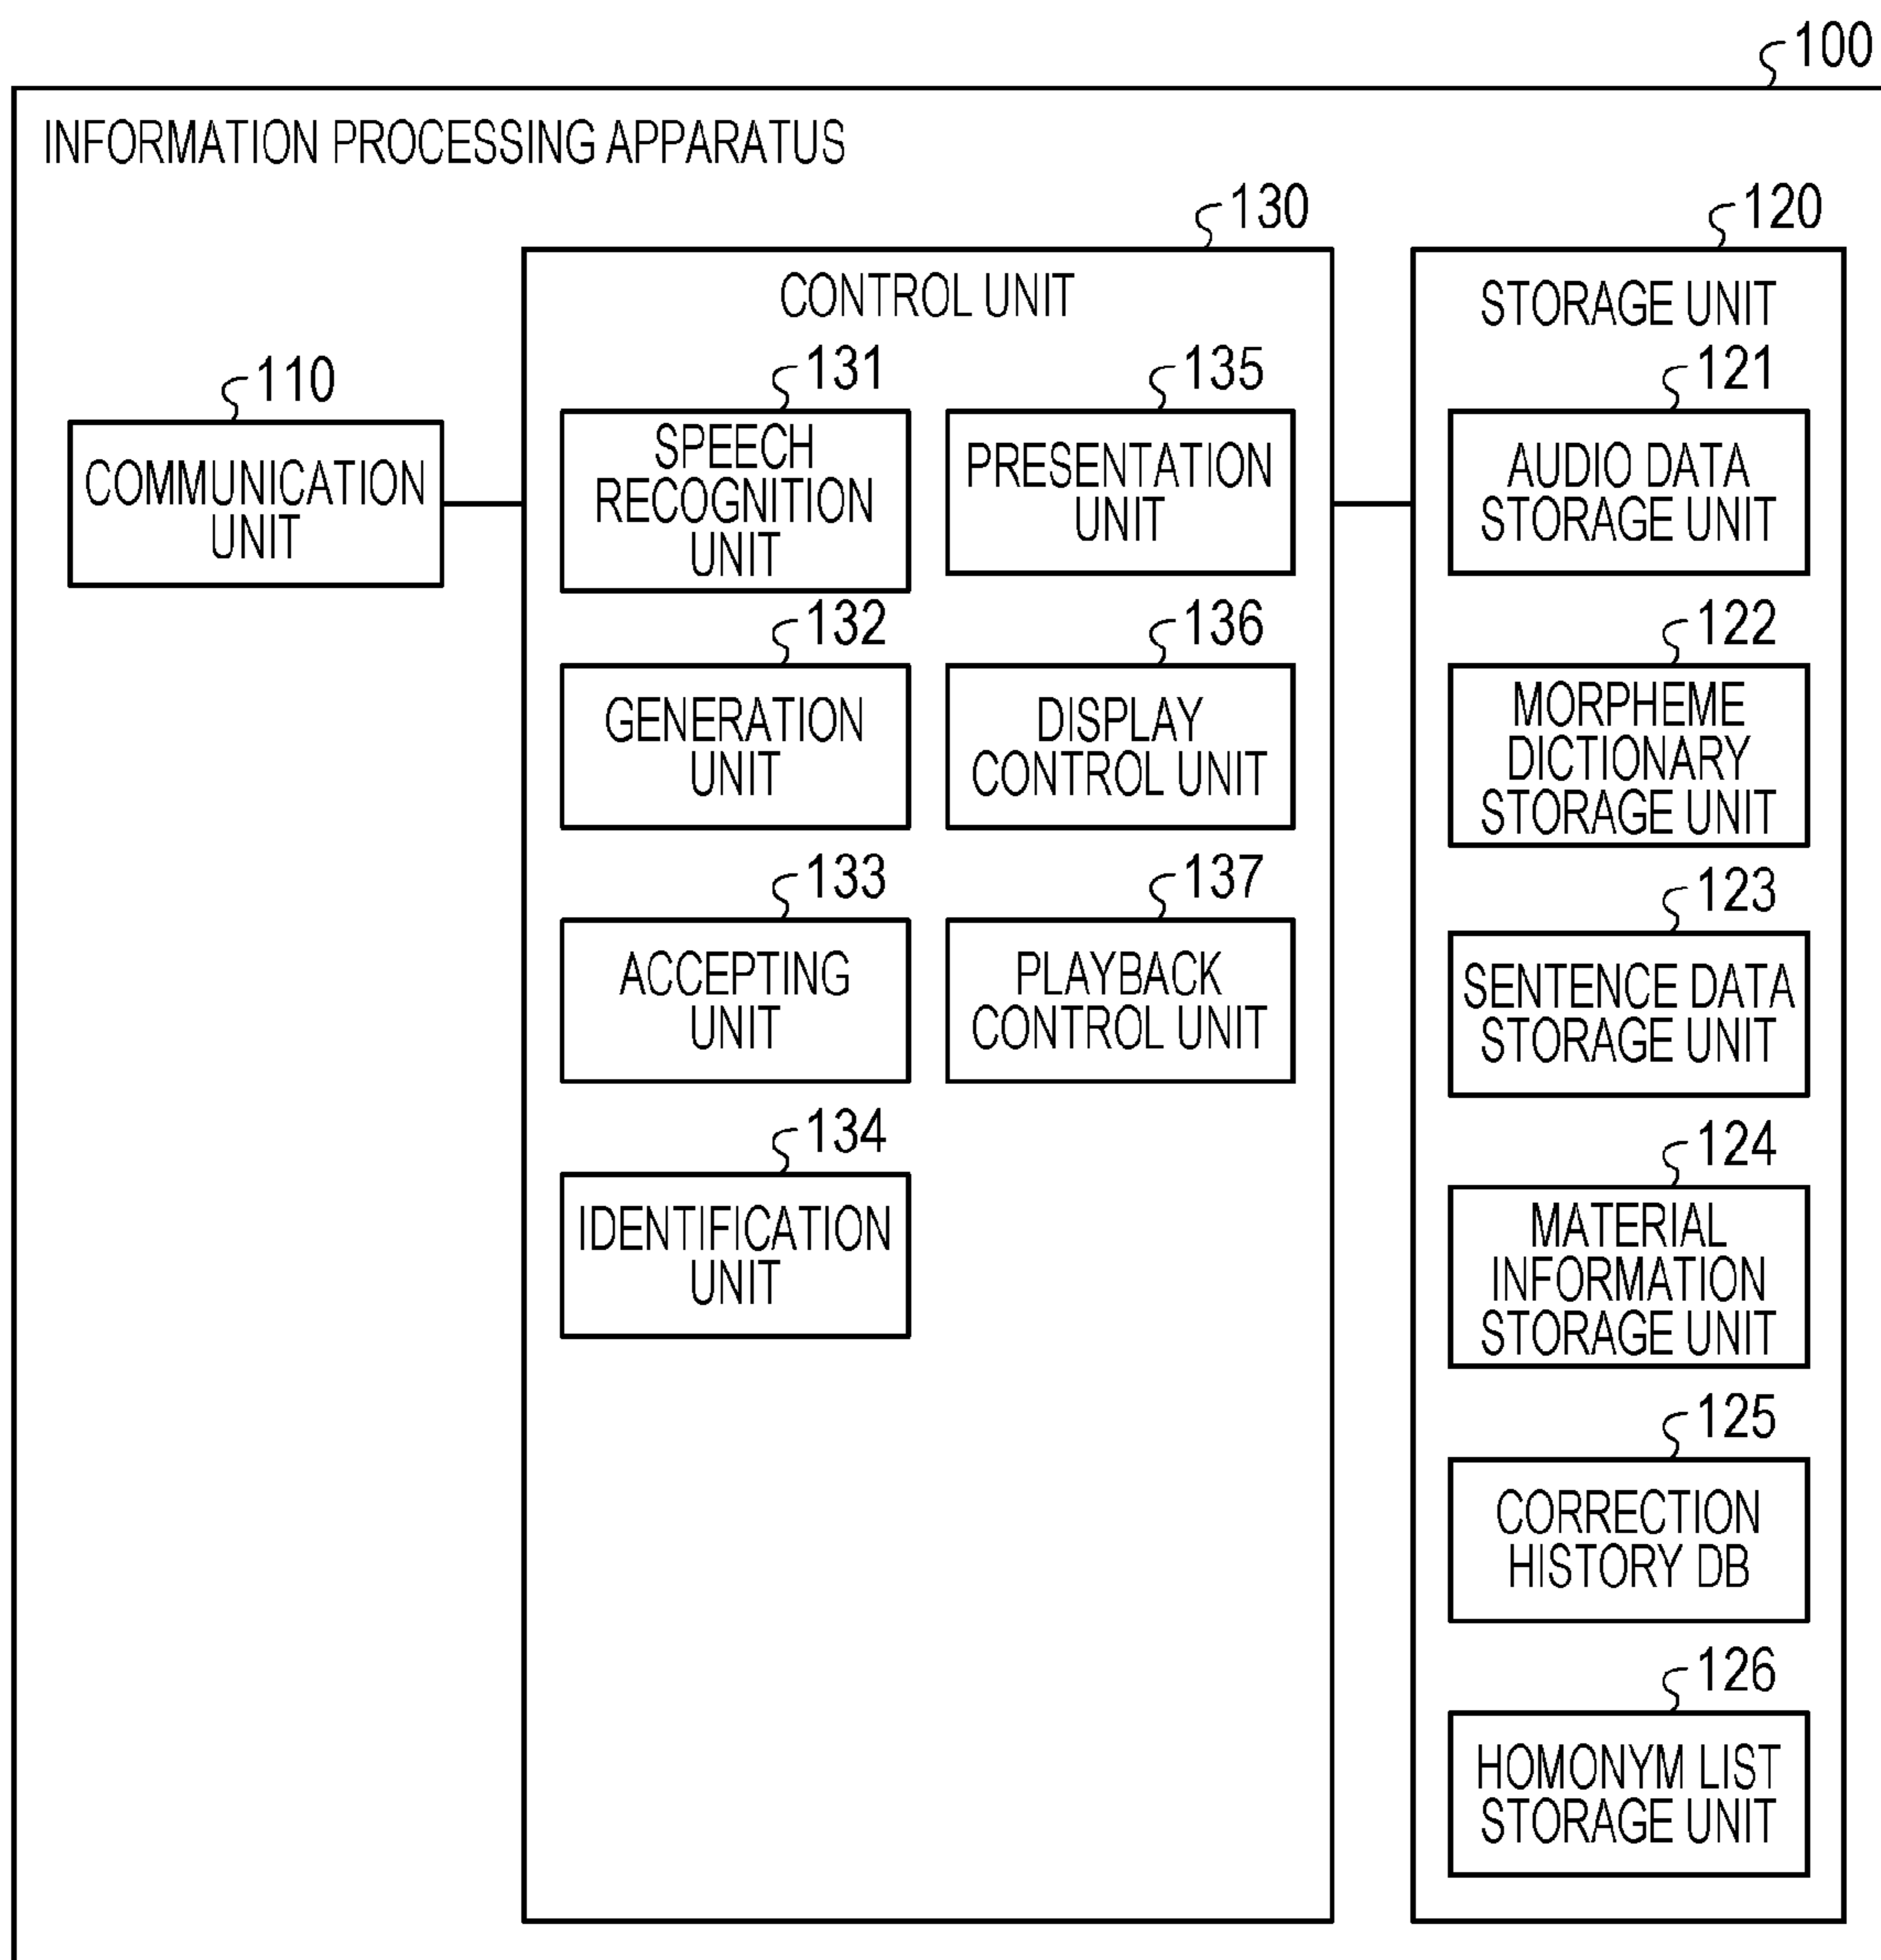 100
INFORMATION PROCESSING APPARATUS
110
COMMUNICATION
UNIT
130
CONTROL UNIT
131
SPEECH
RECOGNITION
UNIT
132
GENERATION
UNIT
133
ACCEPTING
UNIT
134
IDENTIFICATION
UNIT
135
PRESENTATION
UNIT
136
DISPLAY
CONTROL UNIT
137
PLAYBACK
CONTROL UNIT
120
STORAGE UNIT
121
AUDIO DATA
STORAGE UNIT
122
MORPHEME
DICTIONARY
STORAGE UNIT
123
SENTENCE DATA
STORAGE UNIT
124
MATERIAL
INFORMATION
STORAGE UNIT
125
CORRECTION
HISTORY DB
126
HOMONYM LIST
STORAGE UNIT